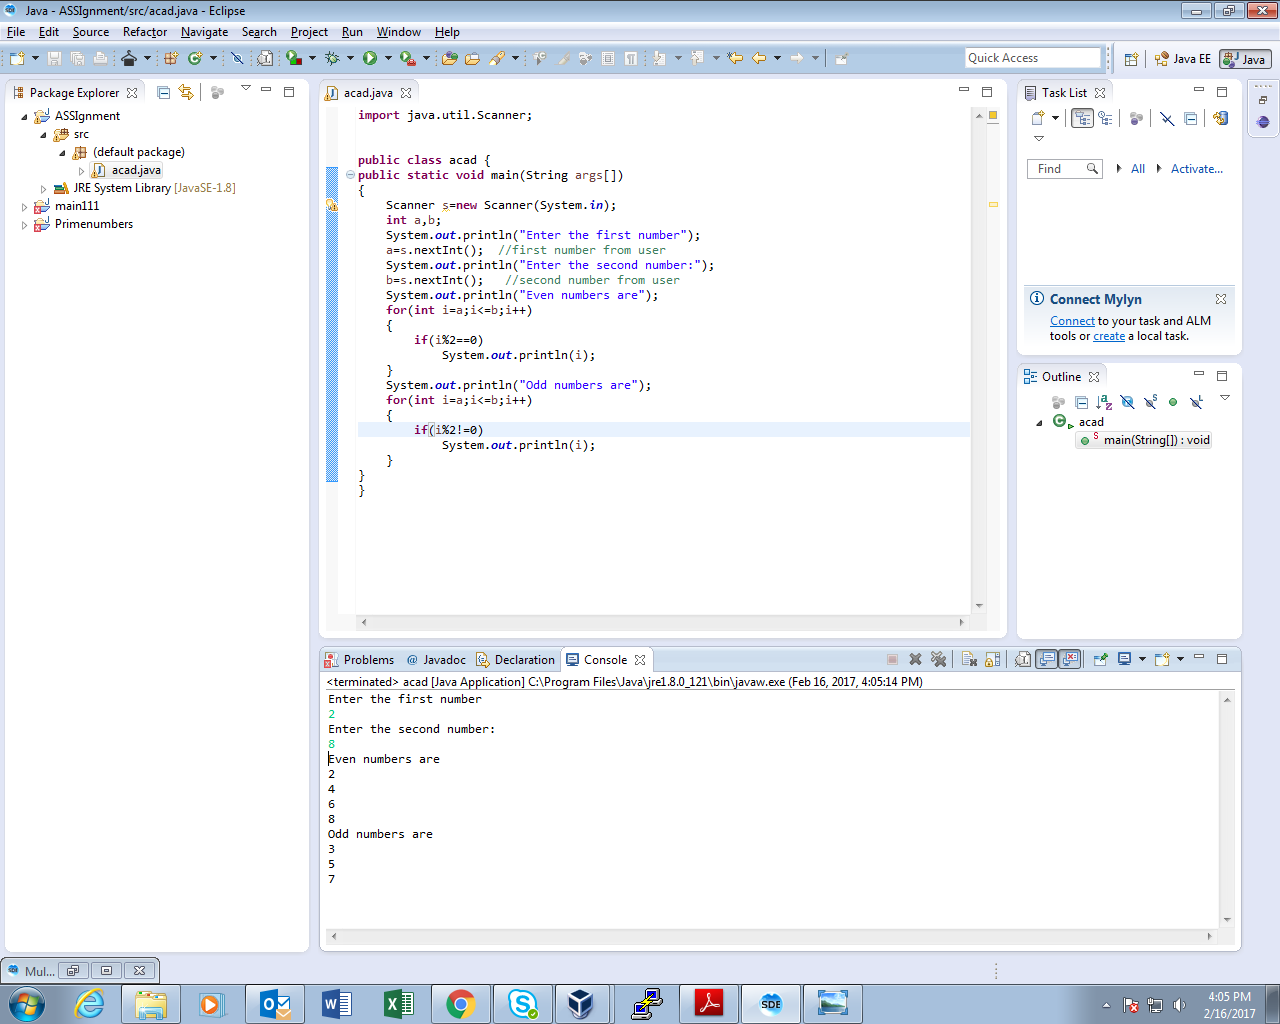 Java - ASSIgnment/src/acad.java - Eclipse
File Edit Source Refactor Navigate Search Project Run Window Help
Quick Access
Java EE
Java
Package Explorer
ASSIgnment
src
(default package)
acad.java
JRE System Library [JavaSE-1.8]
main111
Primenumbers
acad.java
import java.util.Scanner;
public class acad {
public static void main(String args[])
{
Scanner s=new Scanner(System.in);
int a,b;
System.out.println("Enter the first number");
a=s.nextInt();  //first number from user
System.out.println("Enter the second number:");
b=s.nextInt();   //second number from user
System.out.println("Even numbers are");
for(int i=a;i<=b;i++)
{
if(i%2==0)
System.out.println(i);
}
System.out.println("Odd numbers are");
for(int i=a;i<=b;i++)
{
if(i%2!=0)
System.out.println(i);
}
}
}
Task List
Find
All
Activate...
Connect Mylyn
Connect to your task and ALM
tools or create a local task.
Outline
acad
main(String[]) : void
Problems @ Javadoc Declaration Console
<terminated> acad [Java Application] C:\Program Files\Java\jre1.8.0_121\bin\javaw.exe (Feb 16, 2017, 4:05:14 PM)
Enter the first number
2
Enter the second number:
8
Even numbers are
2
4
6
8
Odd numbers are
3
5
7
Mul...
SDE
4:05 PM
2/16/2017